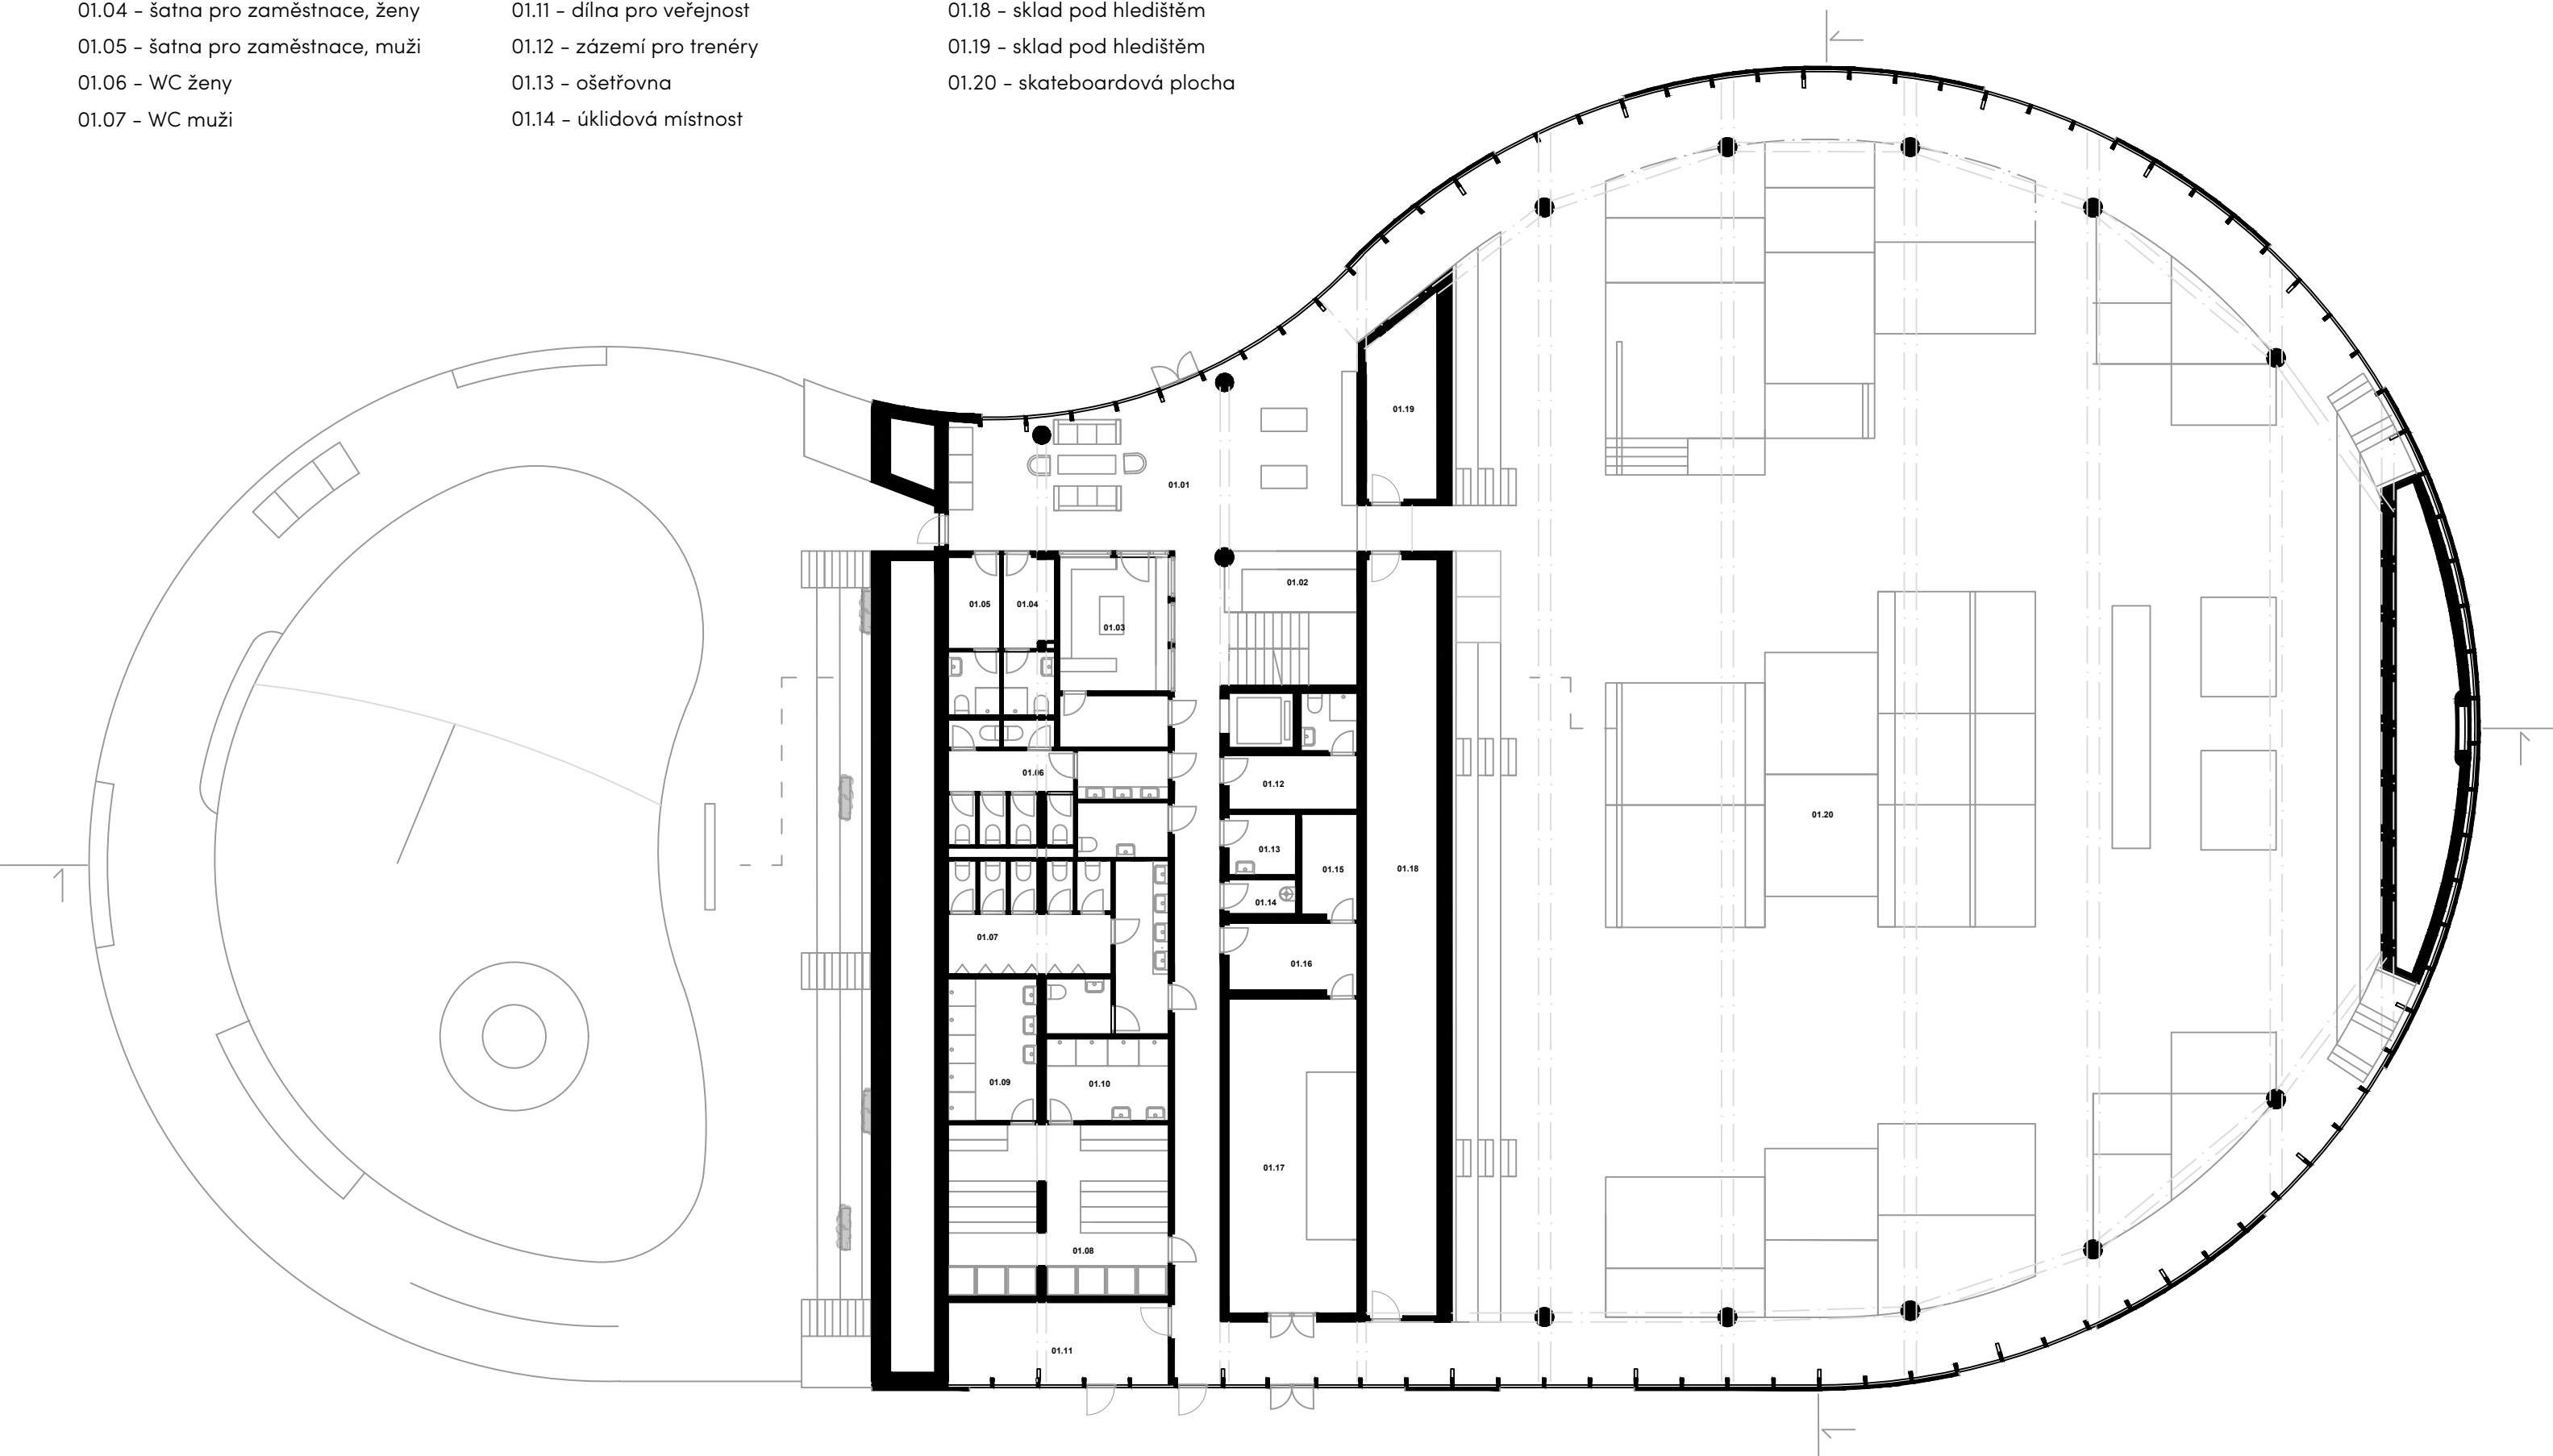 01.04 - šatna pro zaměstnace, ženy
01.05 - šatna pro zaměstnace, muži
01.06 - WC ženy
01.07 - WC muži
01.11 - dílna pro veřejnost
01.12 - zázemí pro trenéry
01.13 - ošetřovna
01.14 - úklidová místnost
01.18 - sklad pod hledištěm
01.19 - sklad pod hledištěm
01.20 - skateboardová plocha
1
01.19
01.01
01.02
01.05
01.04
01.03
1
01.06
01.12
01.20
01.13
01.15
01.18
1
01.14
01.07
01.16
01.09
01.10
01.17
01.08
01.11
1